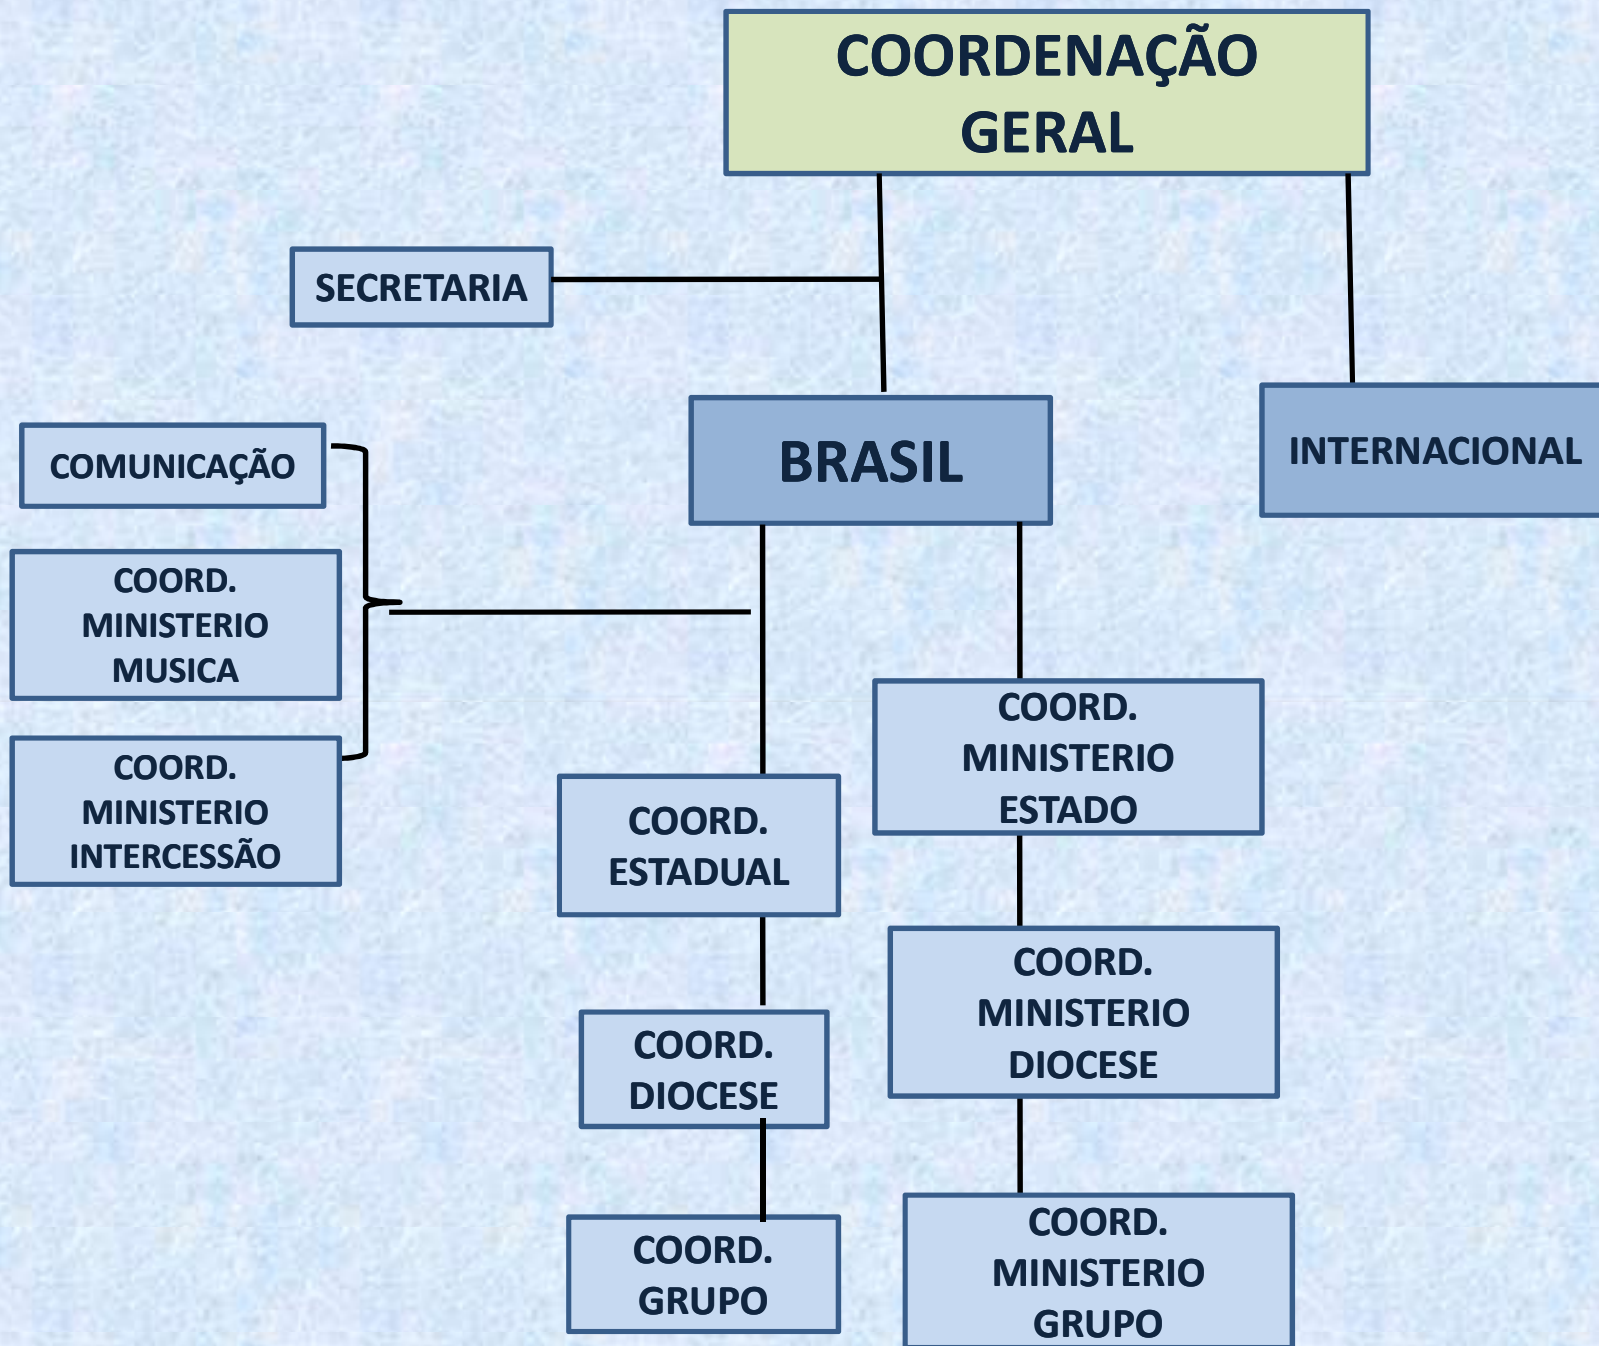 COORDENAÇÃO
GERAL
SECRETARIA
BRASIL
INTERNACIONAL
COMUNICAÇÃO
COORD.
MINISTERIO
MUSICA
COORD.
MINISTERIO
INTERCESSÃO
COORD.
ESTADUAL
COORD.
DIOCESE
COORD.
GRUPO
COORD.
MINISTERIO
ESTADO
COORD.
MINISTERIO
DIOCESE
COORD.
MINISTERIO
GRUPO